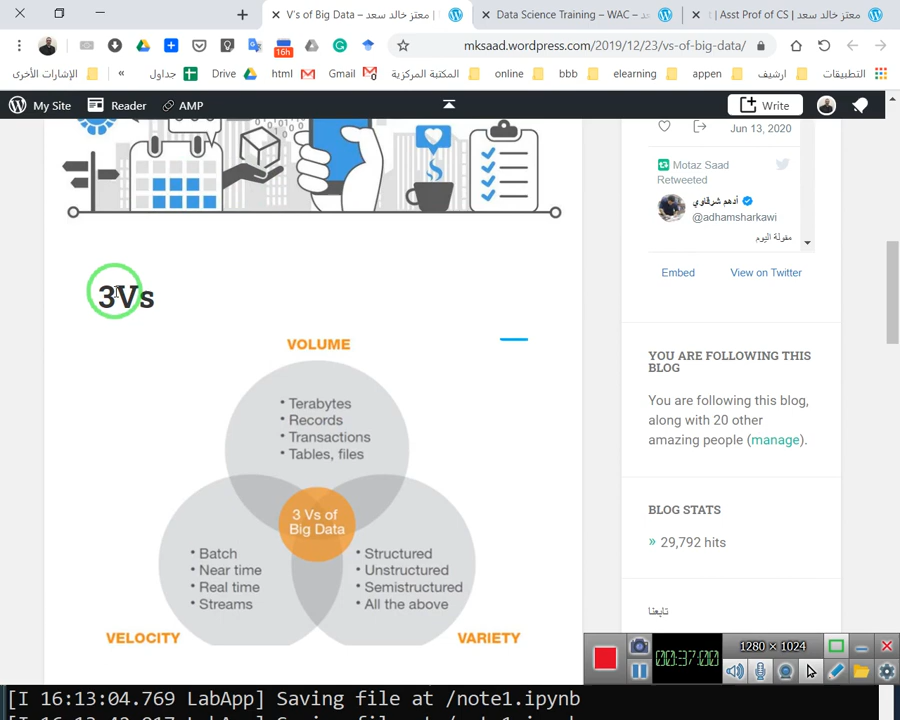 V's of Big Data – معتز خالد سعد |
Data Science Training – WAC – معتز خالد سعد
| Asst Prof of CS | معتز خالد سعد
16h
mksaad.wordpress.com/2019/12/23/vs-of-big-data/
الإشارات الأخرى
»
جداول
Drive
html
Gmail
المكتبة المركزية
online
bbb
elearning
appen
ارشيف
التطبيقات
My Site
Reader
AMP
Write
Jun 13, 2020
Motaz Saad
Retweeted
أدهم شرقاوي
@adhamsharkawi
مقولة اليوم
Embed
View on Twitter
3Vs
VOLUME
• Terabytes
• Records
• Transactions
• Tables, files
3 Vs of
Big Data
• Batch
• Near time
• Real time
• Streams
• Structured
• Unstructured
• Semistructured
• All the above
VELOCITY
VARIETY
YOU ARE FOLLOWING THIS
BLOG
You are following this blog,
along with 20 other
amazing people (manage).
BLOG STATS
» 29,792 hits
تابعنا
1280 × 1024
00:37.00
[I 16:13:04.769 LabApp] Saving file at /note1.ipynb